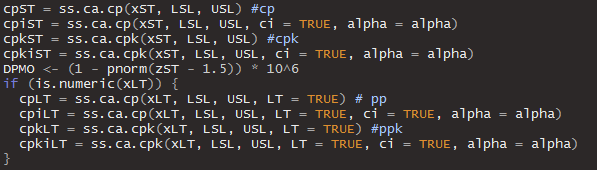 cpST = ss.ca.cp(xST, LSL, USL) #cp
cpiST = ss.ca.cp(xST, LSL, USL, ci = TRUE, alpha = alpha)
cpkST = ss.ca.cpk(xST, LSL, USL) #cpk
cpkiST = ss.ca.cpk(xST, LSL, USL, ci = TRUE, alpha = alpha)
DPMO <- (1 - pnorm(zST - 1.5)) * 10^6
if (is.numeric(xLT)) {
  cpLT = ss.ca.cp(xLT, LSL, USL, LT = TRUE) # pp
  cpiLT = ss.ca.cp(xLT, LSL, USL, LT = TRUE, ci = TRUE, alpha = alpha)
  cpkLT = ss.ca.cpk(xLT, LSL, USL, LT = TRUE) #ppk
  cpkiLT = ss.ca.cpk(xLT, LSL, USL, LT = TRUE, ci = TRUE, alpha = alpha)
}